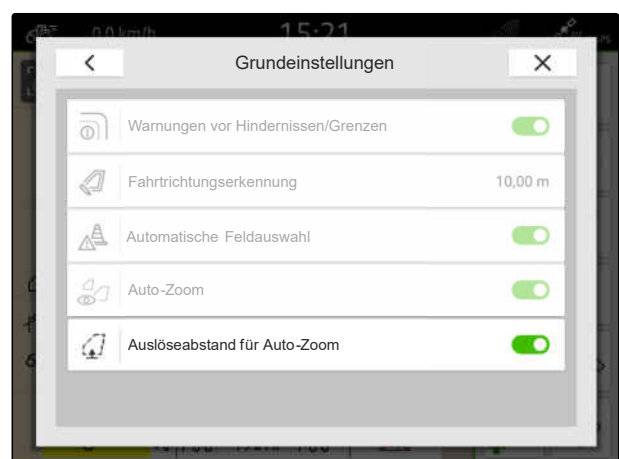 0.0 km/h
15:21
Grundeinstellungen
Warnungen vor Hindernissen/Grenzen
Fahrtrichtungserkennung
10,00 m
Automatische Feldauswahl
Auto-Zoom
Auslöseabstand für Auto-Zoom